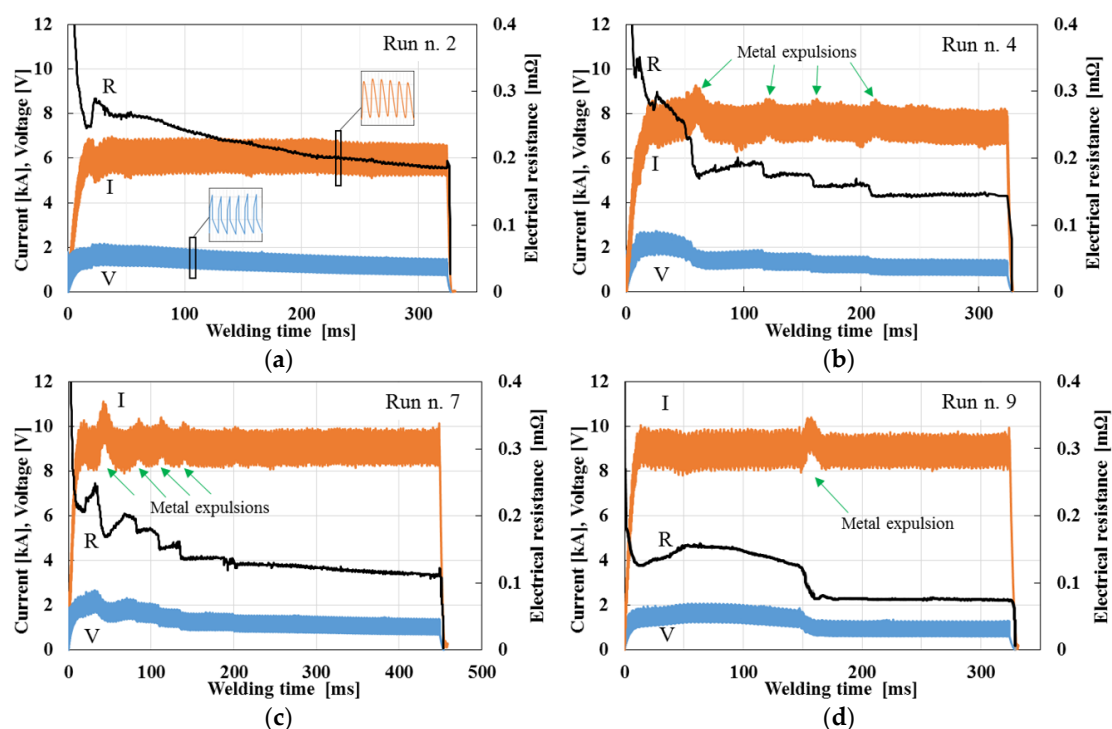 Run n. 2
R
I
V
Current [kA], Voltage [V]
12
10
8
6
4
2
0
Electrical resistance [mΩ]
0.4
0.3
0.2
0.1
0
0 100 200 300
Welding time [ms]
(a)
Run n. 4
Metal expulsions
R
I
V
Current [kA], Voltage [V]
12
10
8
6
4
2
0
Electrical resistance [mΩ]
0.4
0.3
0.2
0.1
0
0 100 200 300
Welding time [ms]
(b)
Run n. 7
I
Metal expulsions
R
V
Current [kA], Voltage [V]
12
10
8
6
4
2
0
Electrical resistance [mΩ]
0.4
0.3
0.2
0.1
0
0 100 200 300 400 500
Welding time [ms]
(c)
Run n. 9
I
Metal expulsion
R
V
Current [kA], Voltage [V]
12
10
8
6
4
2
0
Electrical resistance [mΩ]
0.4
0.3
0.2
0.1
0
0 100 200 300
Welding time [ms]
(d)